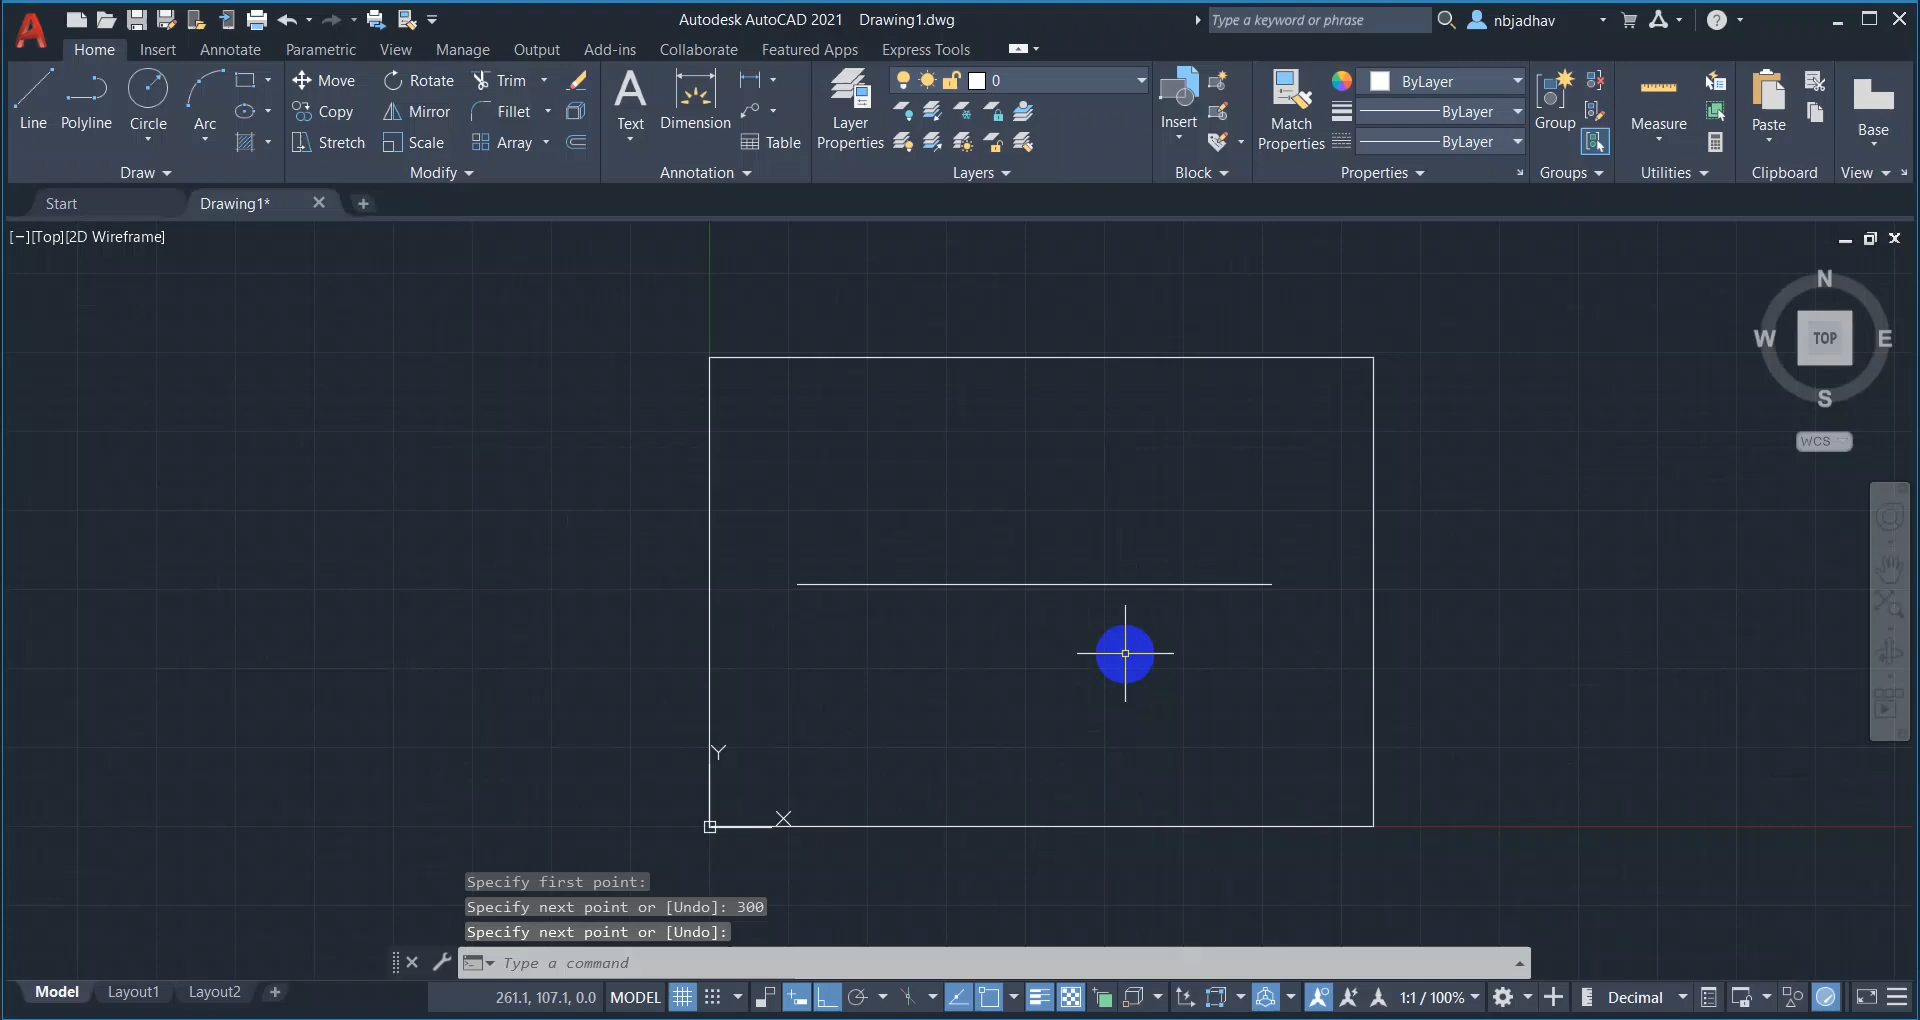 Autodesk AutoCAD 2021 Drawing1.dwg
Type a keyword or phrase
nbjadhav
Home Insert Annotate Parametric View Manage Output Add-ins Collaborate Featured Apps Express Tools
Line
Polyline
Circle
Arc
Draw
Move
Rotate
Trim
Copy
Mirror
Fillet
Stretch
Scale
Array
Modify
Text
Dimension
Table
Annotation
Layer
Properties
0
Layers
Insert
Block
Match
Properties
ByLayer
ByLayer
ByLayer
Properties
Group
Groups
Measure
Utilities
Paste
Clipboard
Base
View
Start
Drawing1*
[−][Top][2D Wireframe]
N
W
TOP
E
S
WCS
Y
X
Specify first point:
Specify next point or [Undo]: 300
Specify next point or [Undo]:
Type a command
Model Layout1 Layout2
261.1, 107.1, 0.0
MODEL
1:1 / 100%
Decimal